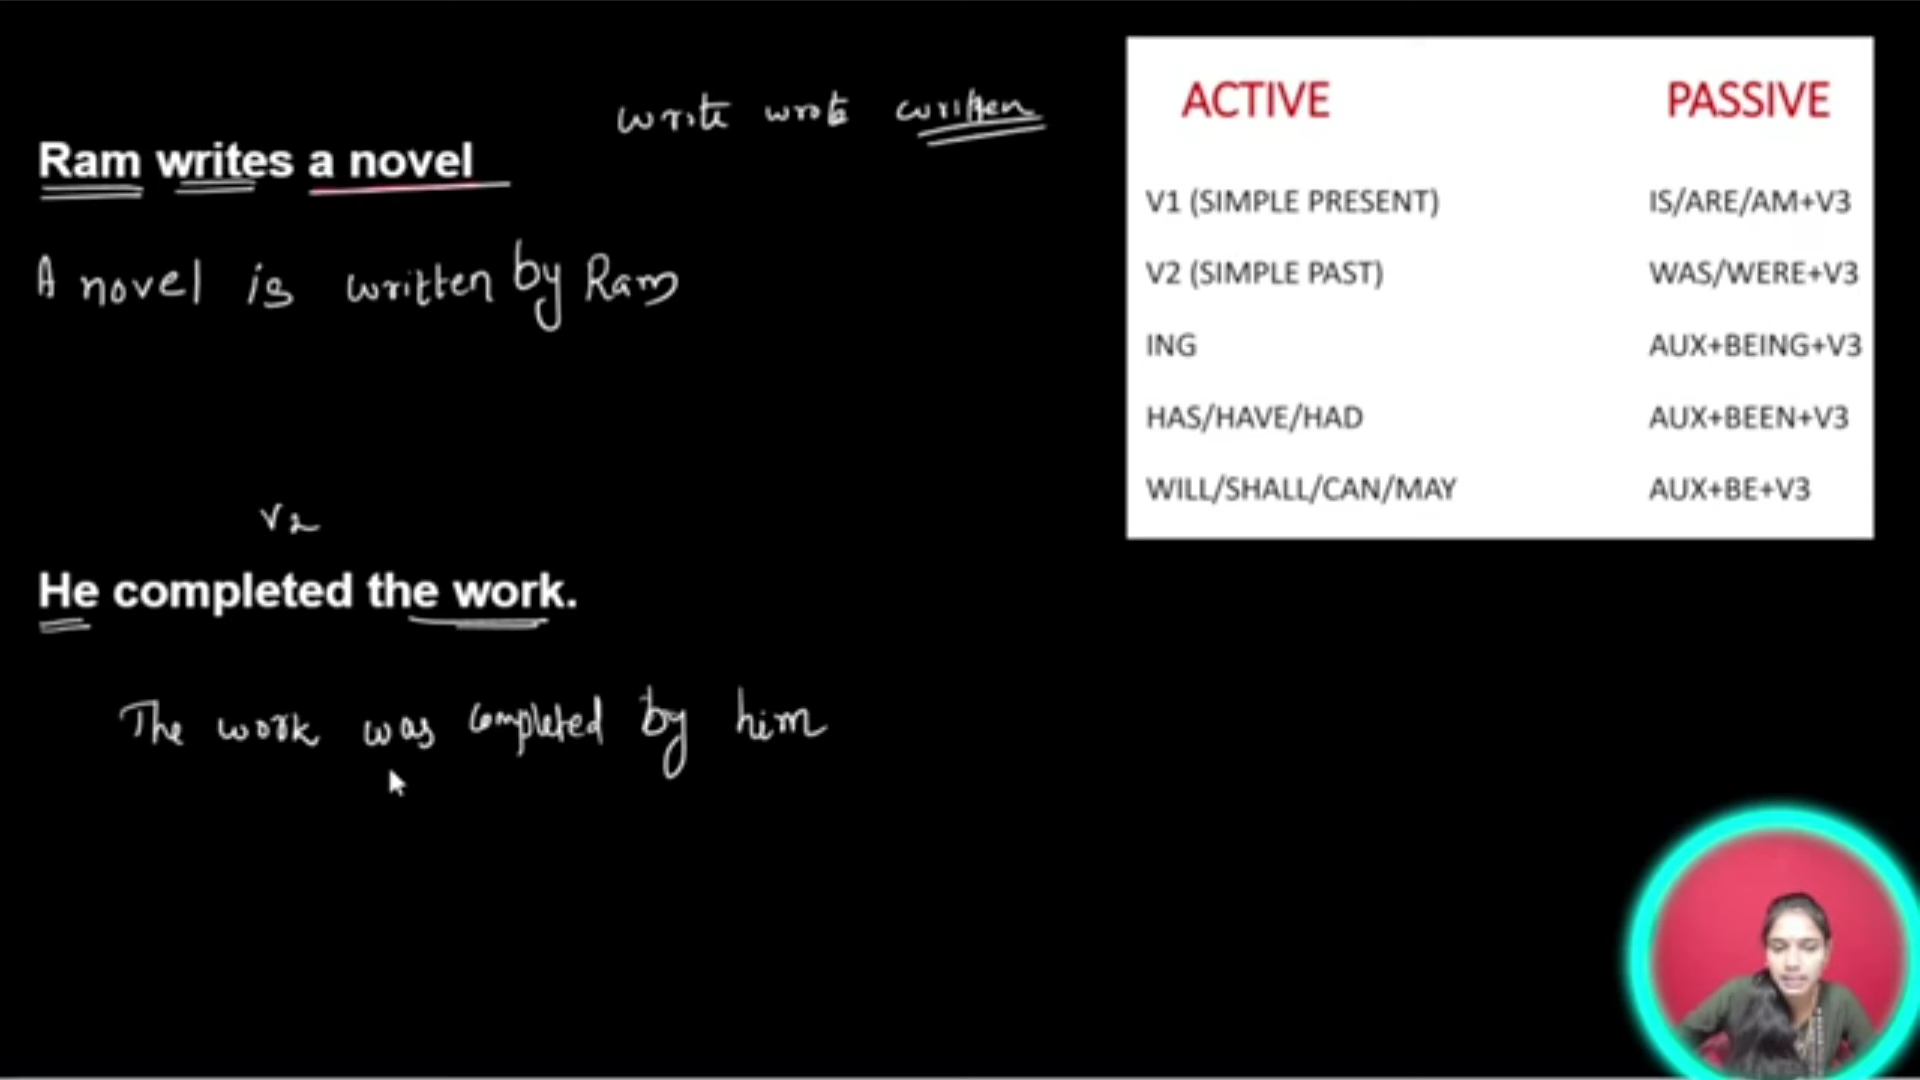 write wrote written
Ram writes a novel
A novel is written by Ram
V2
He completed the work.
The work was completed by him
ACTIVE PASSIVE
V1 (SIMPLE PRESENT) IS/ARE/AM+V3
V2 (SIMPLE PAST) WAS/WERE+V3
ING AUX+BEING+V3
HAS/HAVE/HAD AUX+BEEN+V3
WILL/SHALL/CAN/MAY AUX+BE+V3